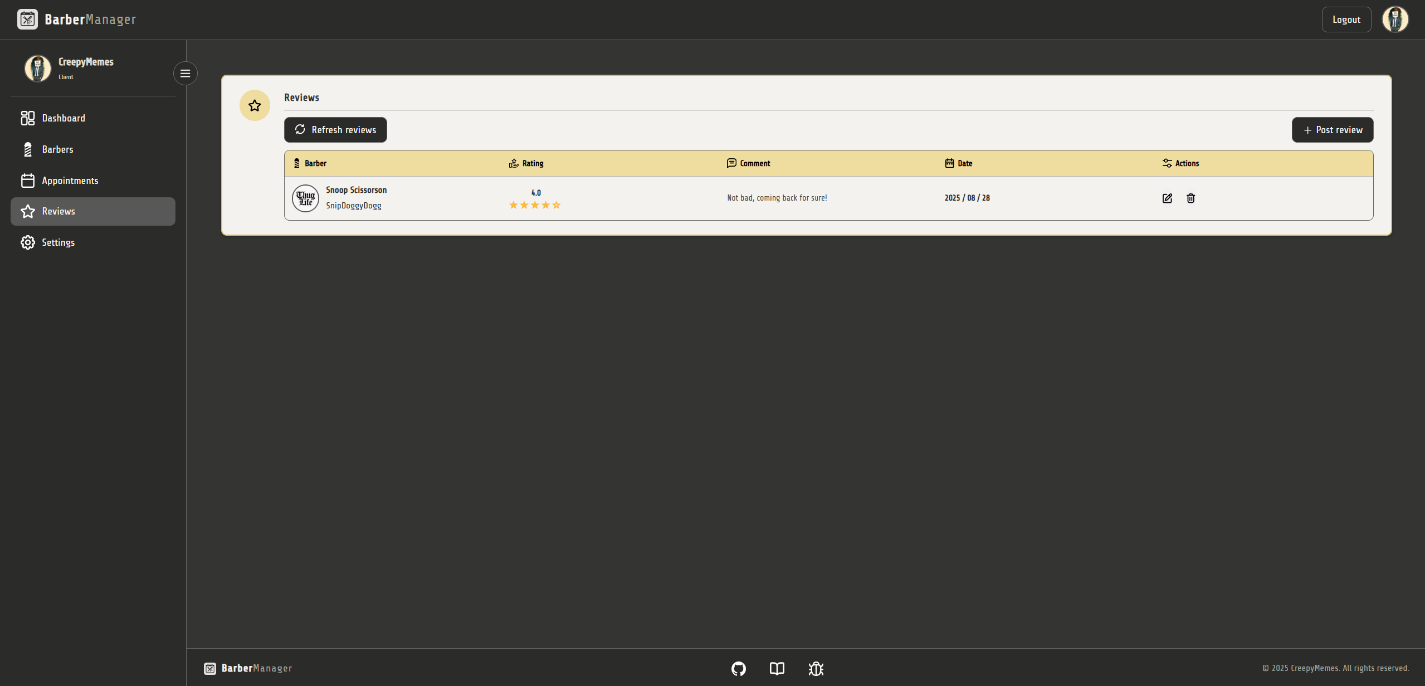 BarberManager
Logout
CreepyMemes
Client
Dashboard
Barbers
Appointments
Reviews
Settings
Reviews
Refresh reviews
Post review
Barber Rating Comment Date Actions
Snoop Scissorson
SnipDoggyDogg
Thug
Life
4.0
Not bad, coming back for sure!
2025 / 08 / 28
BarberManager
© 2025 CreepyMemes. All rights reserved.